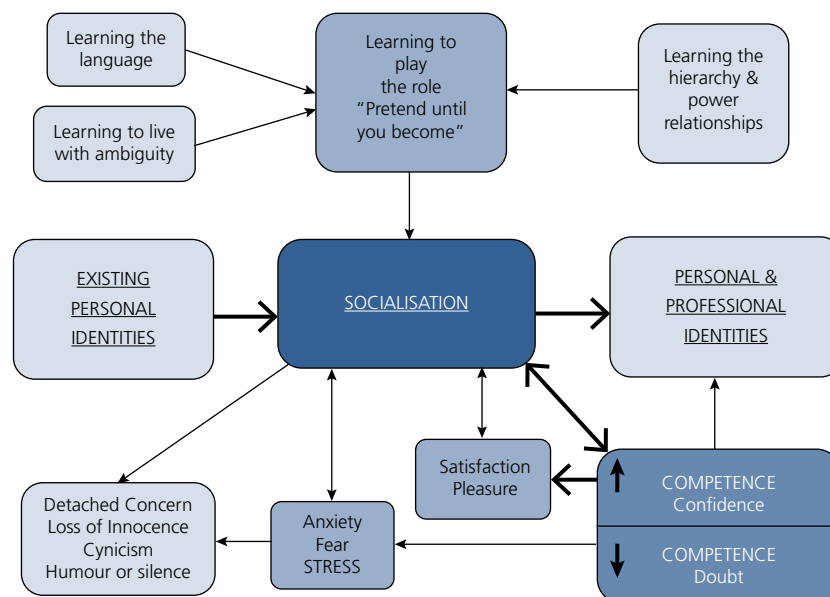 Learning the
language
Learning to
play
the role
“Pretend until
you become”
Learning the
hierarchy &
power
relationships
Learning to live
with ambiguity
EXISTING
PERSONAL
IDENTITIES
SOCIALISATION
PERSONAL &
PROFESSIONAL
IDENTITIES
Satisfaction
Pleasure
COMPETENCE
Confidence
COMPETENCE
Doubt
Detached Concern
Loss of Innocence
Cynicism
Humour or silence
Anxiety
Fear
STRESS